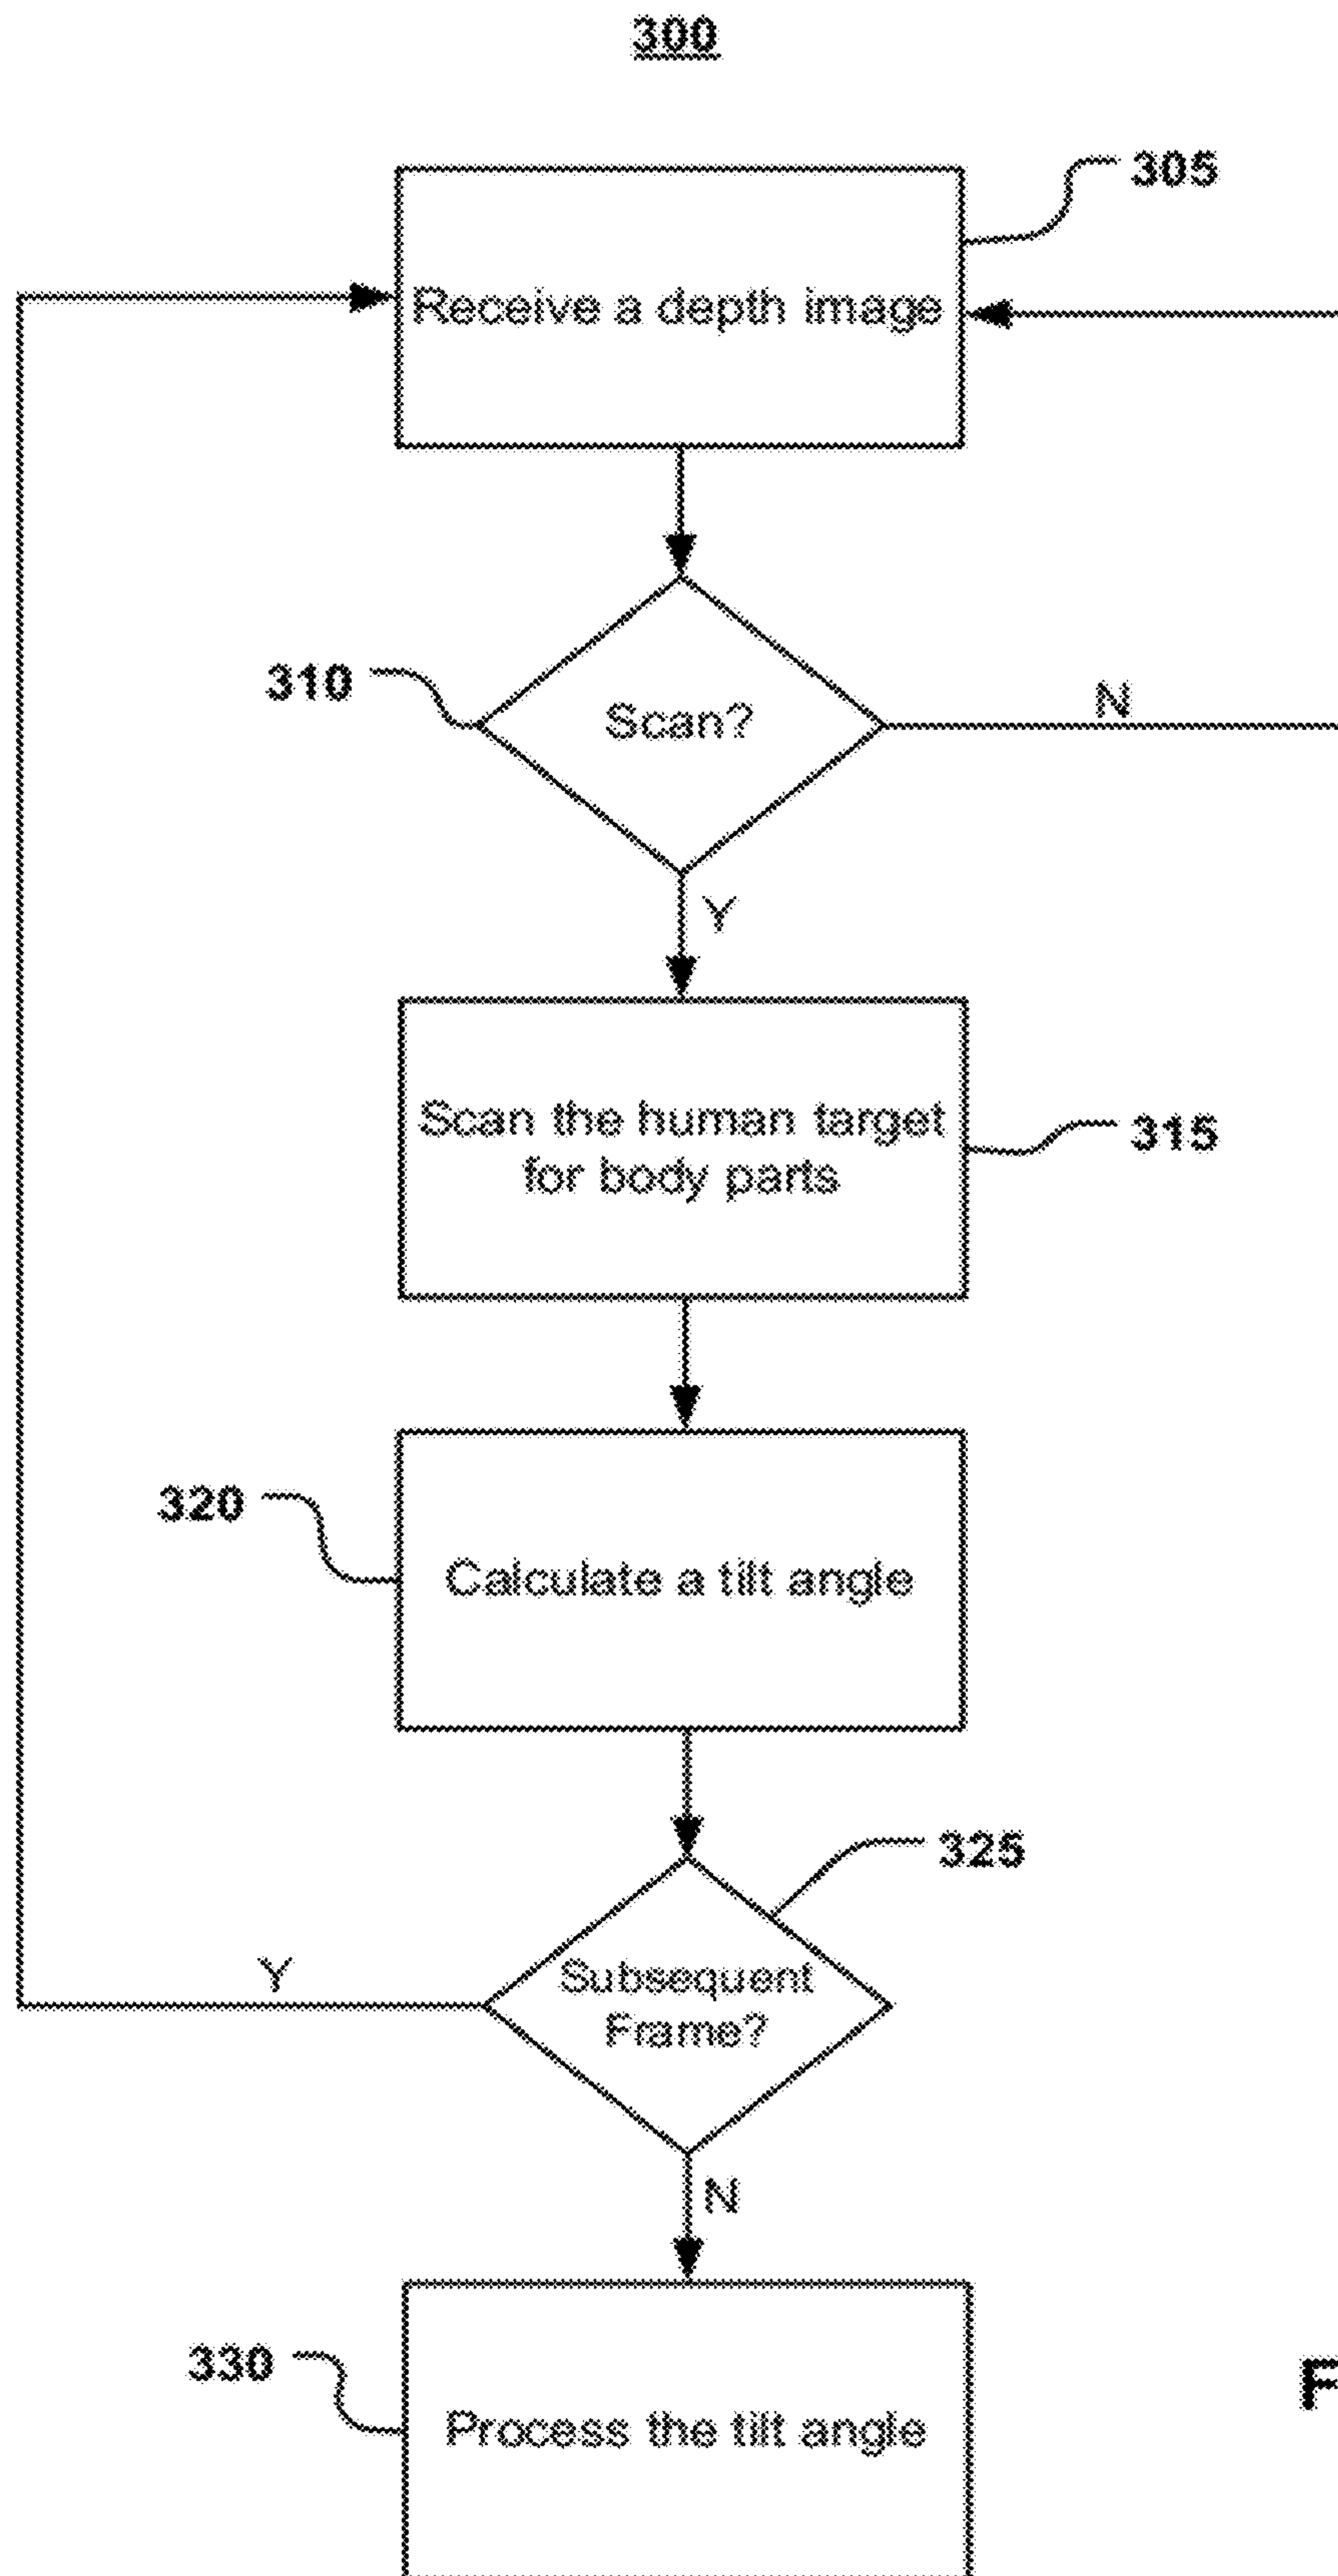 300
305
Receive a depth image
310
Scan?
N
Y
Scan the human target
for body parts
315
320
Calculate a tilt angle
325
Subsequent
Frame?
Y
N
330
Process the tilt angle
F